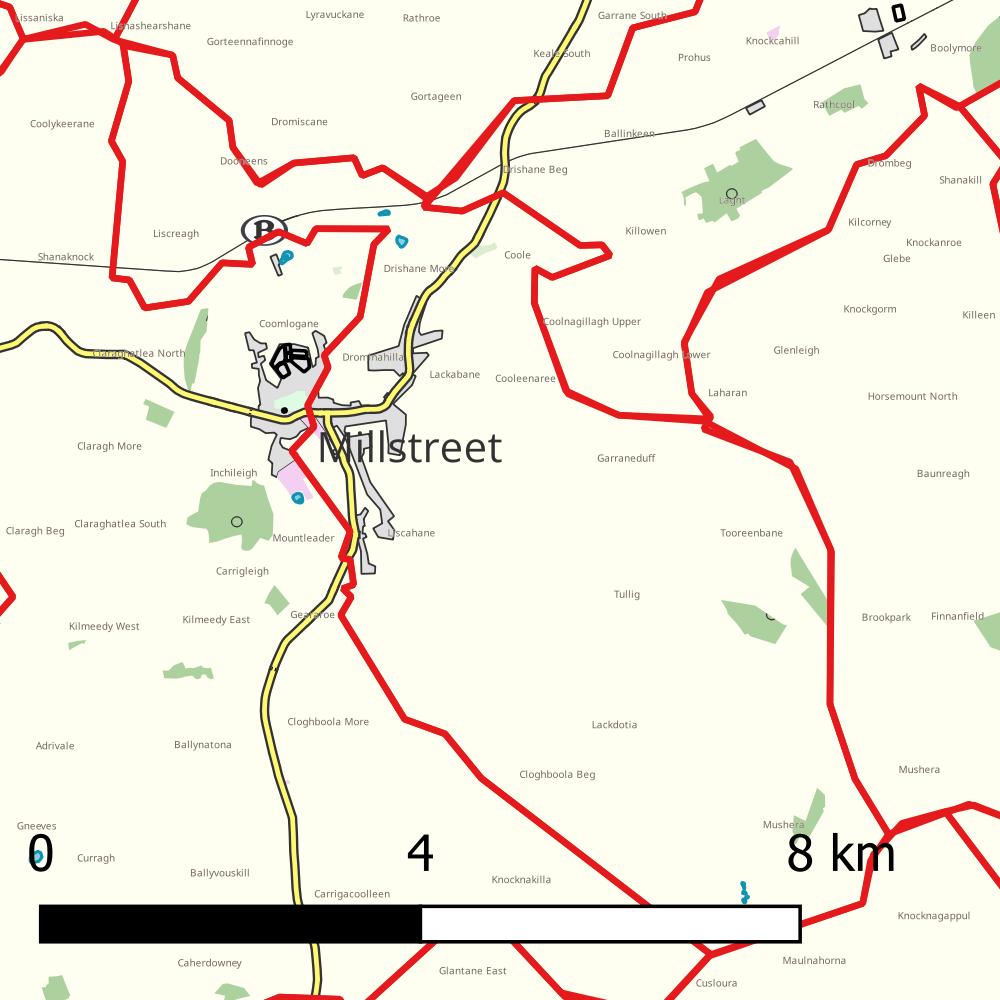 Lissaniska
Lisnashearshane
Lyravuckane
Rathroe
Garrane South
Gorteennafinnoge
Keale South
Knockcahill
Prohus
Boolymore
Gortageen
Rathcool
Coolykeerane
Dromiscane
Ballinkeen
Dooneens
Drishane Beg
Drombeg
Shanakill
Laght
Liscreagh
B
Killowen
Kilcorney
Knockanroe
Shanaknock
Coole
Glebe
Drishane More
Coomlogane
Coolnagillagh Upper
Knockgorm
Killeen
Claraghatlea North
Drominahilla
Coolnagillagh Lower
Glenleigh
Lackabane
Cooleenaree
Laharan
Horsemount North
Claragh More
Millstreet
Garraneduff
Inchileigh
Baunreagh
Claragh Beg
Claraghatlea South
Mountleader
Liscahane
Tooreenbane
Carrigleigh
Tullig
Kilmeedy West
Kilmeedy East
Geararoe
Brookpark
Finnanfield
Cloghboola More
Lackdotia
Adrivale
Ballynatona
Cloghboola Beg
Mushera
Gneeves
Mushera
0
4
8 km
Curragh
Ballyvouskill
Carrigacoolleen
Knocknakilla
Knocknagappul
Caherdowney
Glantane East
Maulnahorna
Cusloura